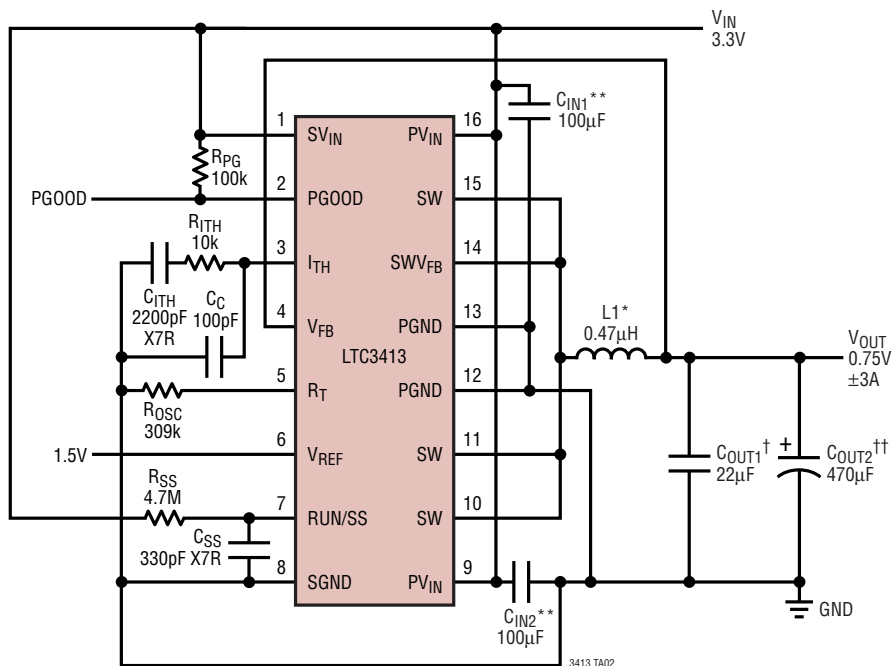 V_IN
3.3V
C_IN1**
100µF
1
SV_IN
PV_IN
16
R_PG
100k
PGOOD
2
PGOOD
SW
15
R_ITH
10k
3
I_TH
SWV_FB
14
C_ITH
2200pF
X7R
C_C
100pF
4
V_FB
PGND
13
L1*
0.47µH
V_OUT
0.75V
±3A
LTC3413
5
R_T
PGND
12
R_OSC
309k
1.5V
6
V_REF
SW
11
C_OUT1†
22µF
+
C_OUT2††
470µF
R_SS
4.7M
7
RUN/SS
SW
10
C_SS
330pF X7R
8
SGND
PV_IN
9
C_IN2**
100µF
GND
3413 TA02